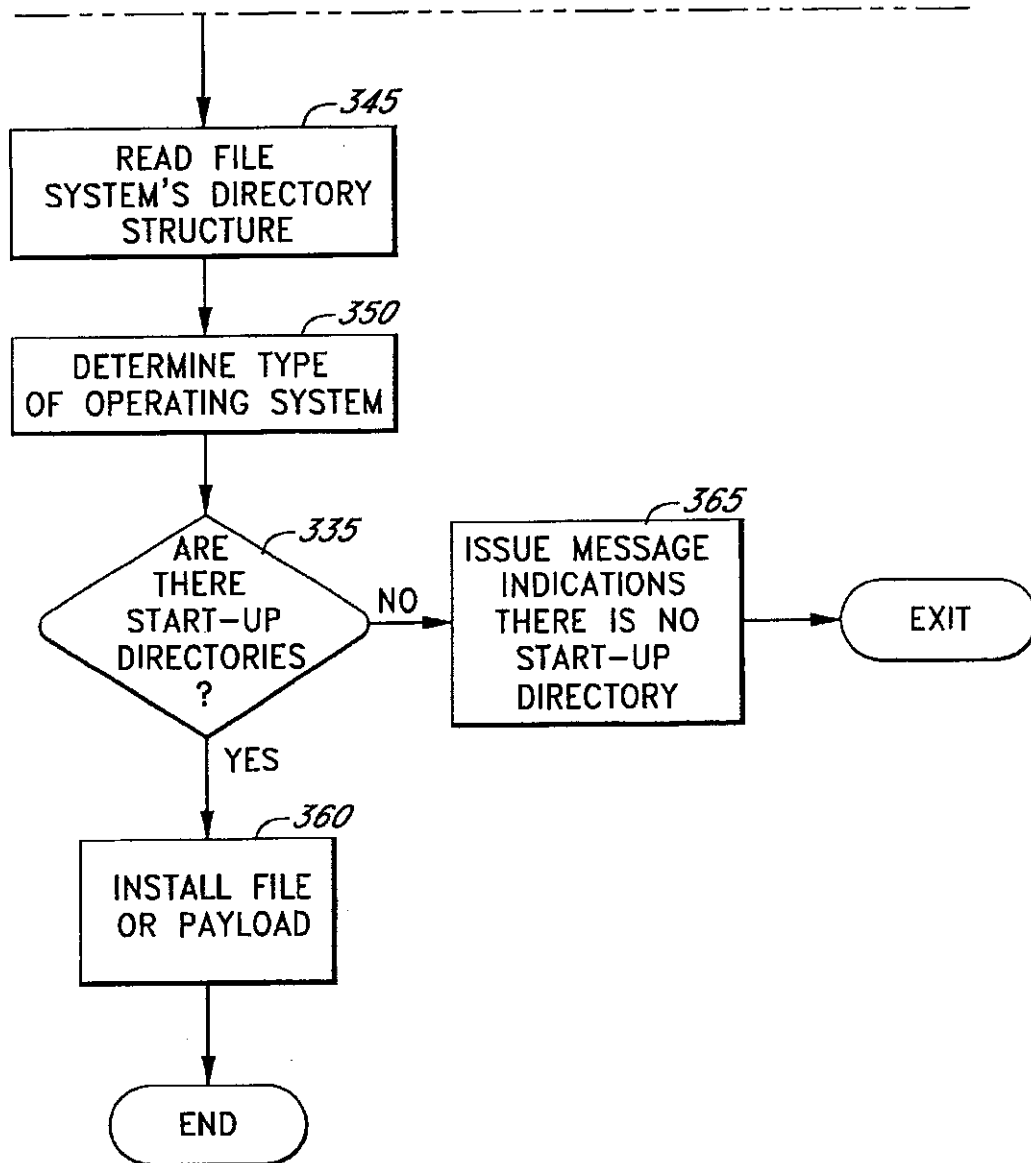 345
READ FILE
SYSTEM'S DIRECTORY
STRUCTURE
350
DETERMINE TYPE
OF OPERATING SYSTEM
335
ARE
THERE
START-UP
DIRECTORIES
?
NO
365
ISSUE MESSAGE
INDICATIONS
THERE IS NO
START-UP
DIRECTORY
EXIT
YES
360
INSTALL FILE
OR PAYLOAD
END